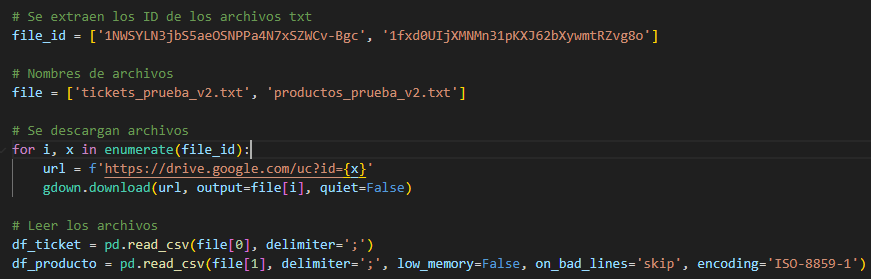 # Se extraen los ID de los archivos txt
file_id = ['1NWSYLN3jbS5aeOSNPPa4N7xSZWCv-Bgc', '1fxd0UIjXMNMn31pKXJ62bXywmtRZvg8o']
# Nombres de archivos
file = ['tickets_prueba_v2.txt', 'productos_prueba_v2.txt']
# Se descargan archivos
for i, x in enumerate(file_id):
    url = f'https://drive.google.com/uc?id={x}'
    gdown.download(url, output=file[i], quiet=False)
# Leer los archivos
df_ticket = pd.read_csv(file[0], delimiter=';')
df_producto = pd.read_csv(file[1], delimiter=';', low_memory=False, on_bad_lines='skip', encoding='ISO-8859-1')